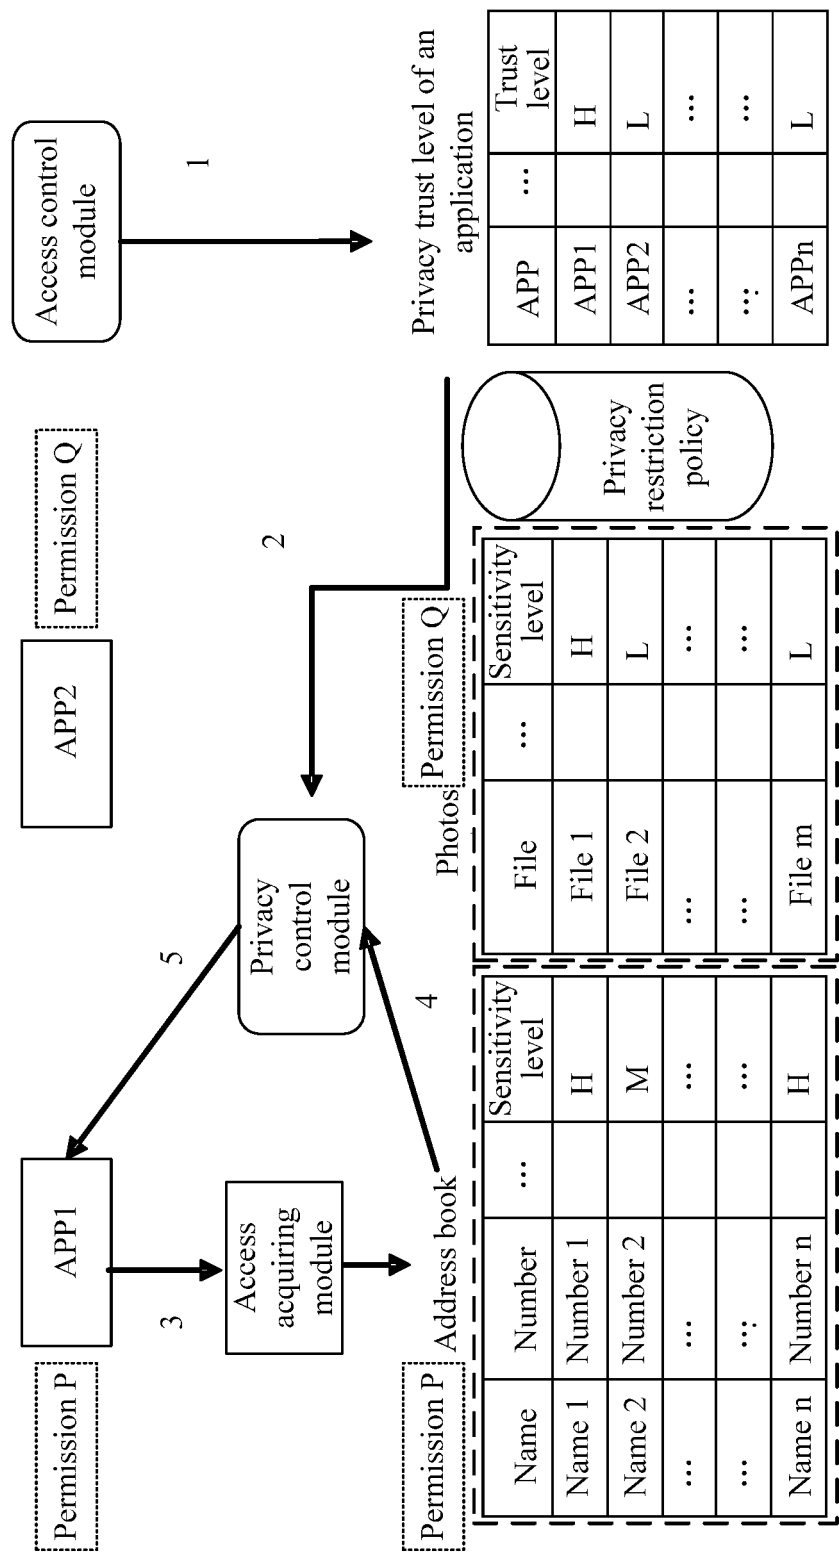 Permission P
APP1
APP2
Permission Q
Access control
module
3
5
2
1
Access
acquiring
module
Privacy
control
module
4
Permission P
Address book
Photos
Permission Q
Privacy trust level of an
application
Name
Number
...
Sensitivity
level
Name 1
Number 1
H
Name 2
Number 2
M
...
...
...
...
...
...
Name n
Number n
H
File
...
Sensitivity
level
File 1
H
File 2
L
...
...
...
...
File m
L
Privacy
restriction
policy
APP
...
Trust
level
APP1
H
APP2
L
...
...
...
...
APPn
L